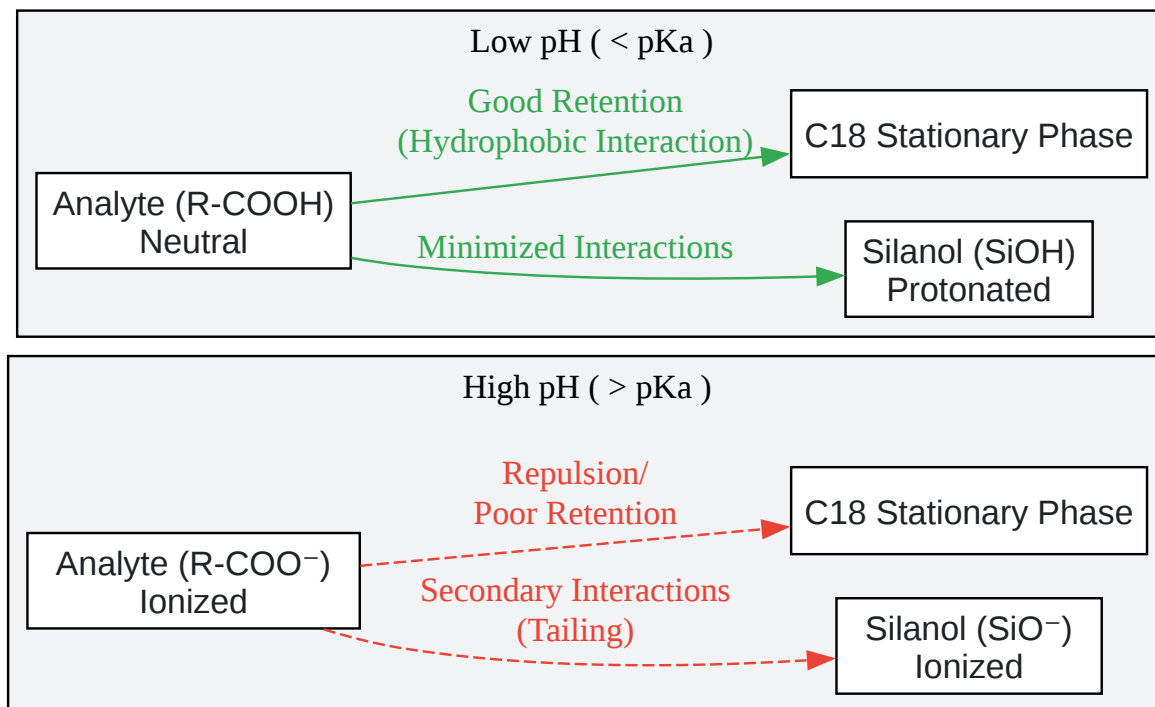 Low pH ( < pKa )
Good Retention
(Hydrophobic Interaction)
C18 Stationary Phase
Analyte (R-COOH)
Neutral
Minimized Interactions
Silanol (SiOH)
Protonated
High pH ( > pKa )
Repulsion/
Poor Retention
C18 Stationary Phase
Analyte (R-COO⁻)
Ionized
Secondary Interactions
(Tailing)
Silanol (SiO⁻)
Ionized